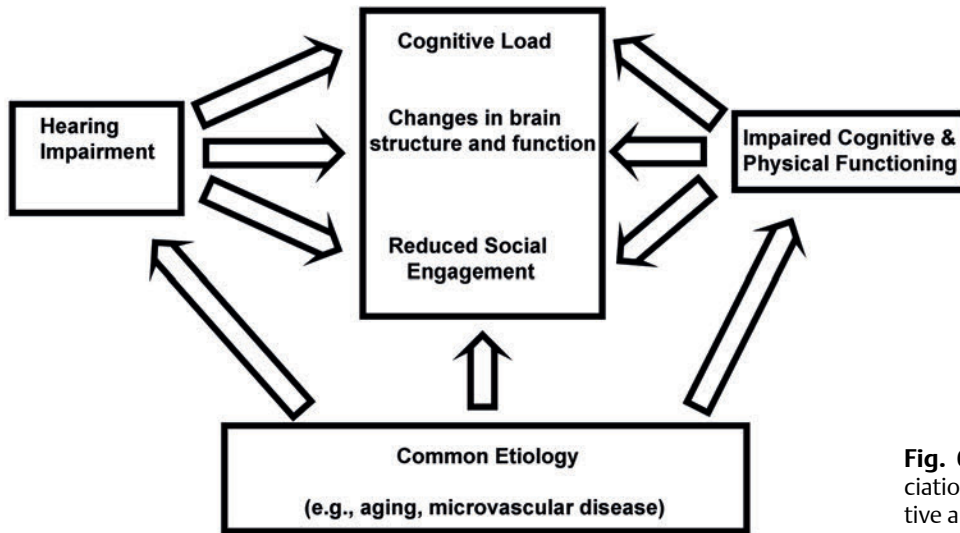 Cognitive Load
Hearing
Impairment
Changes in brain
structure and function
Reduced Social
Engagement
Impaired Cognitive &
Physical Functioning
Common Etiology
(e.g., aging, microvascular disease)
Fig.
ciation
tive a